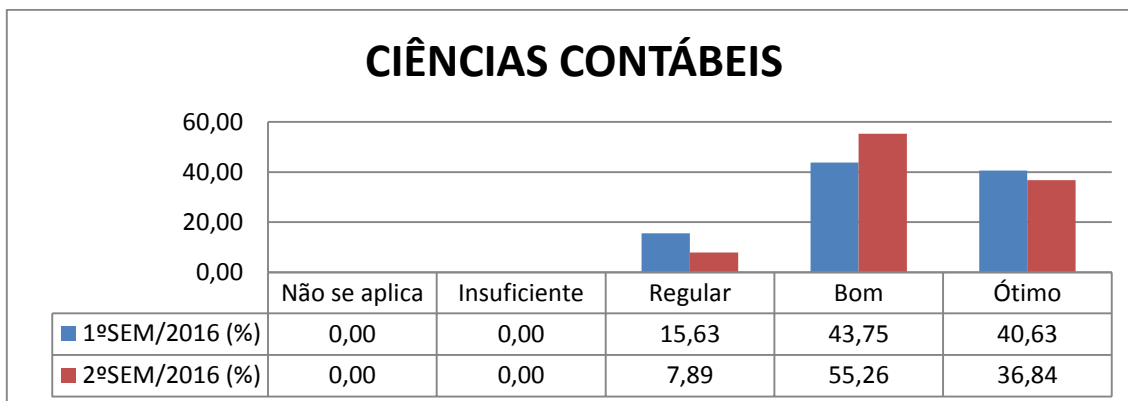 CIÊNCIAS CONTÁBEIS
60,00
40,00
20,00
0,00
Não se aplica Insuficiente Regular Bom Ótimo
1ºSEM/2016 (%) 0,00 0,00 15,63 43,75 40,63
2ºSEM/2016 (%) 0,00 0,00 7,89 55,26 36,84